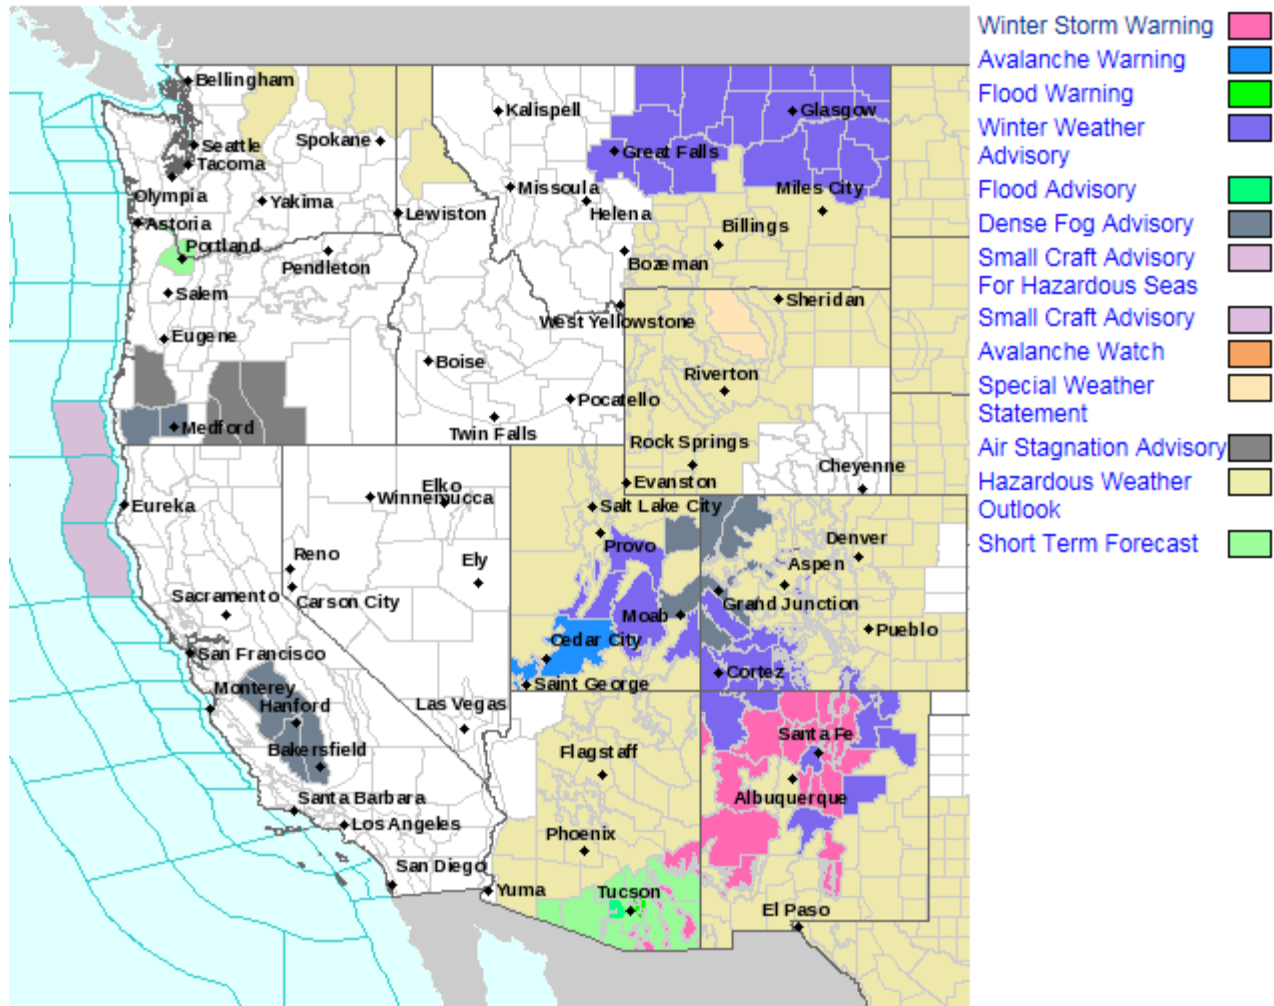 Bellingham
Kalispell
Glasgow
Seattle
Spokane
Great Falls
Tacoma
Olympia
Missoula
Miles City
Yakima
Lewiston
Helena
Astoria
Billings
Portland
Pendleton
Bozeman
Salem
Sheridan
West Yellowstone
Eugene
Boise
Riverton
Pocatello
Medford
Twin Falls
Rock Springs
Cheyenne
Evanston
Elko
Winnemucca
Eureka
Salt Lake City
Provo
Denver
Reno
Ely
Aspen
Sacramento
Carson City
Grand Junction
Moab
Pueblo
Cedar City
San Francisco
Cortez
Saint George
Monterey
Hanford
Las Vegas
Santa Fe
Bakersfield
Flagstaff
Santa Barbara
Albuquerque
Los Angeles
Phoenix
San Diego
Yuma
Tucson
El Paso
Winter Storm Warning
Avalanche Warning
Flood Warning
Winter Weather
Advisory
Flood Advisory
Dense Fog Advisory
Small Craft Advisory
For Hazardous Seas
Small Craft Advisory
Avalanche Watch
Special Weather
Statement
Air Stagnation Advisory
Hazardous Weather
Outlook
Short Term Forecast